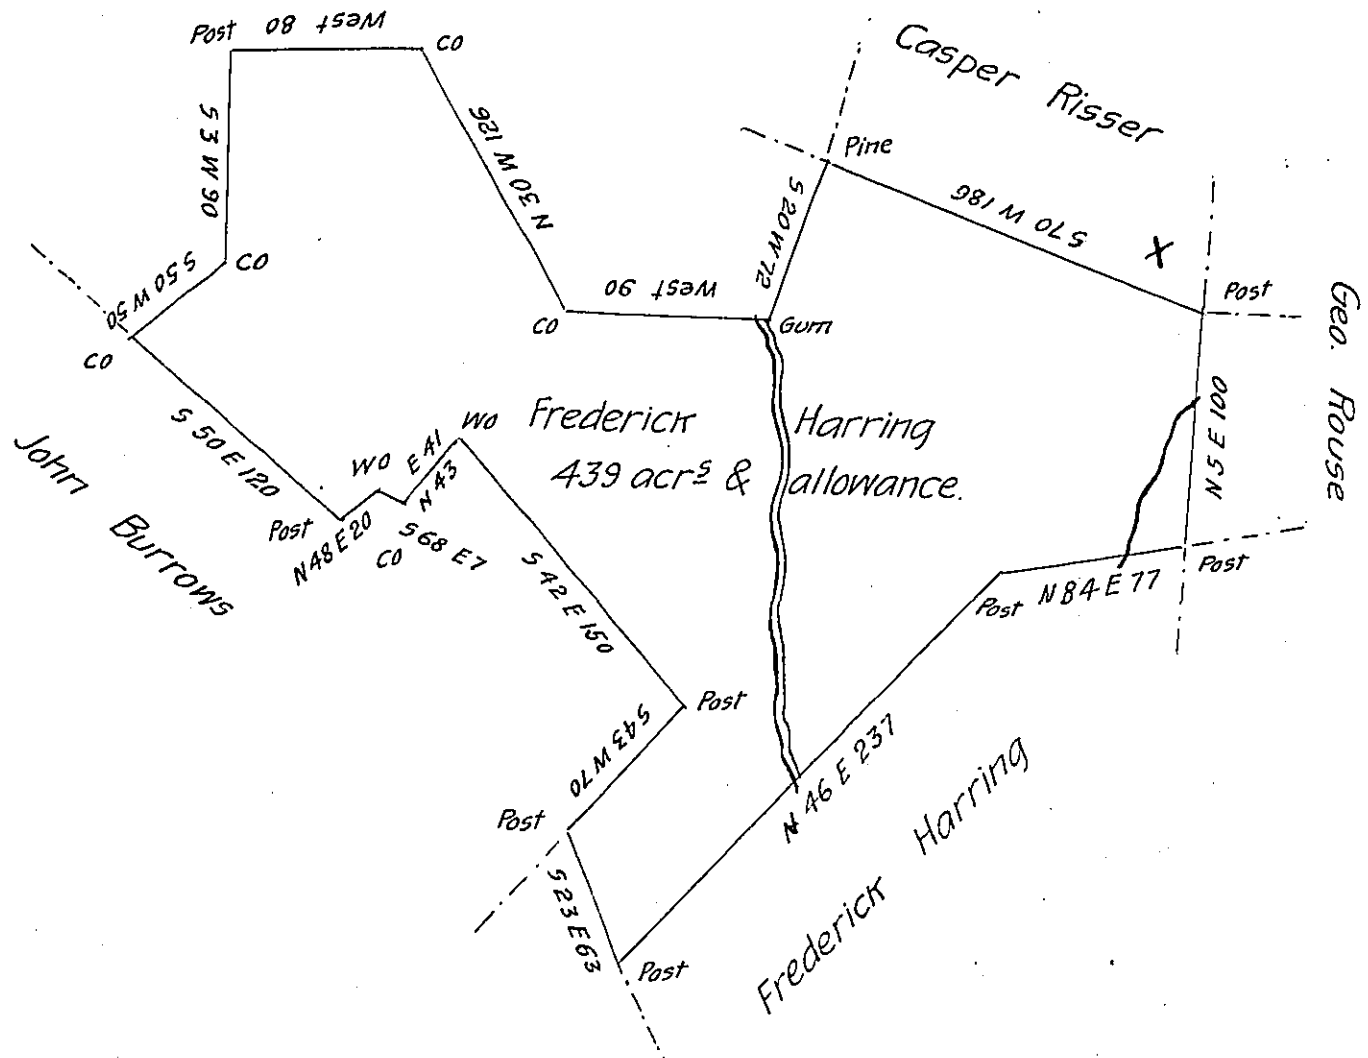 Post
West 80
CO
Casper Risser
Pine
S 3 W 90
N 30 W 126
S 20 W 72
S 70 W 186
X
S 50 W 50
CO
West 90
CO
Gum
Post
Geo. Rouse
CO
S 50 E 120
John Burrows
WO
E 41
N 43
WO
Frederick Harring
439 acrs & allowance.
N 5 E 100
Post
N 48 E 20
CO
S 68 E 7
S 42 E 150
Post
N 84 E 77
Post
Post
S 43 W 70
Post
N 46 E 237
S 23 E 63
Post
Frederick Harring